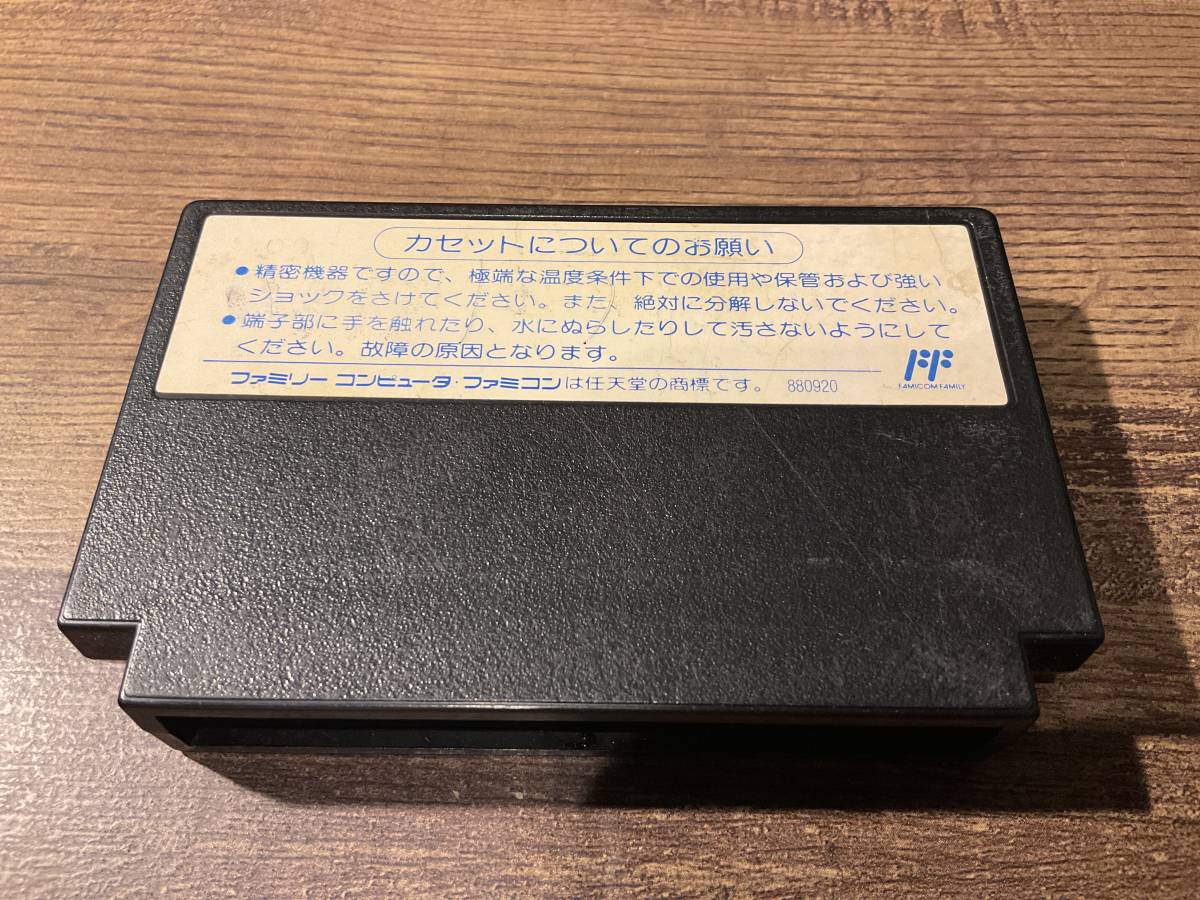 カセットについてのお願い
●精密機器ですので、極端な温度条件下での使用や保管および強い
ショックをさけてください。また、絶対に分解しないでください。
●端子部に手を触れたり、水にぬらしたりして汚さないようにして
ください。故障の原因となります。
ファミリー コンピュータ・ファミコンは任天堂の商標です。 880920
FAMICOM FAMILY